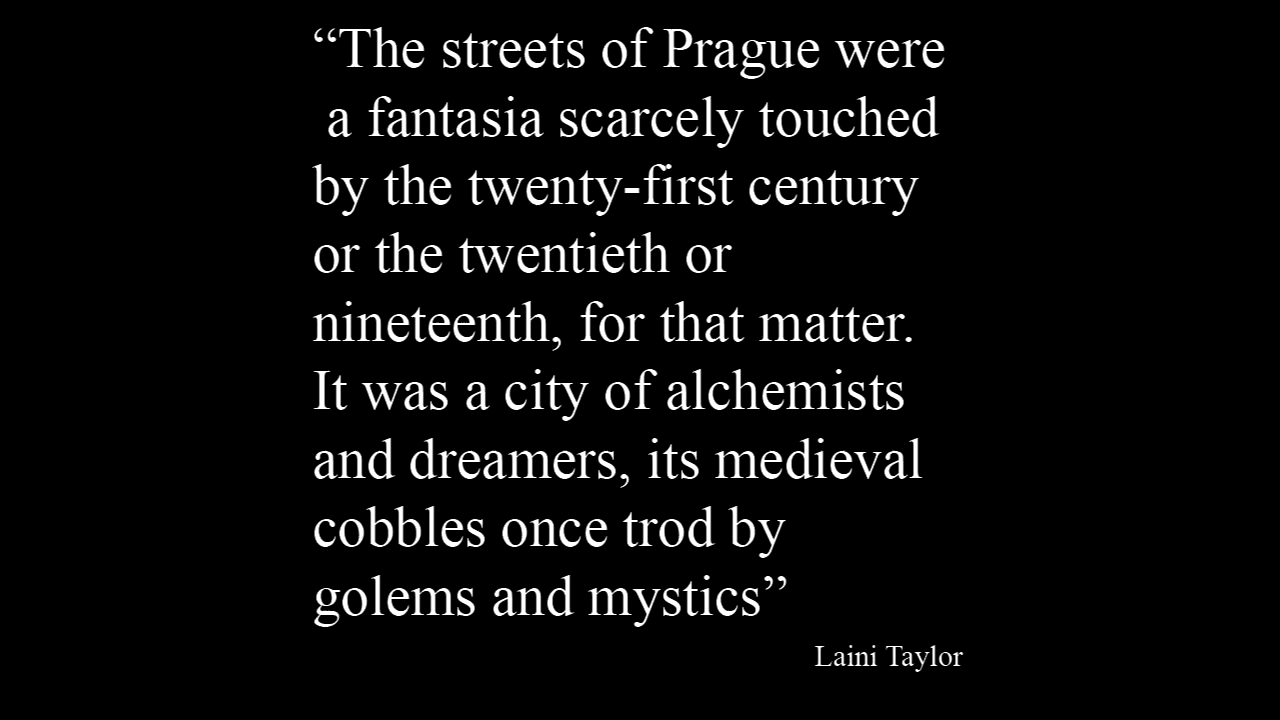 “The streets of Prague were
a fantasia scarcely touched
by the twenty-first century
or the twentieth or
nineteenth, for that matter.
It was a city of alchemists
and dreamers, its medieval
cobbles once trod by
golems and mystics”
Laini Taylor